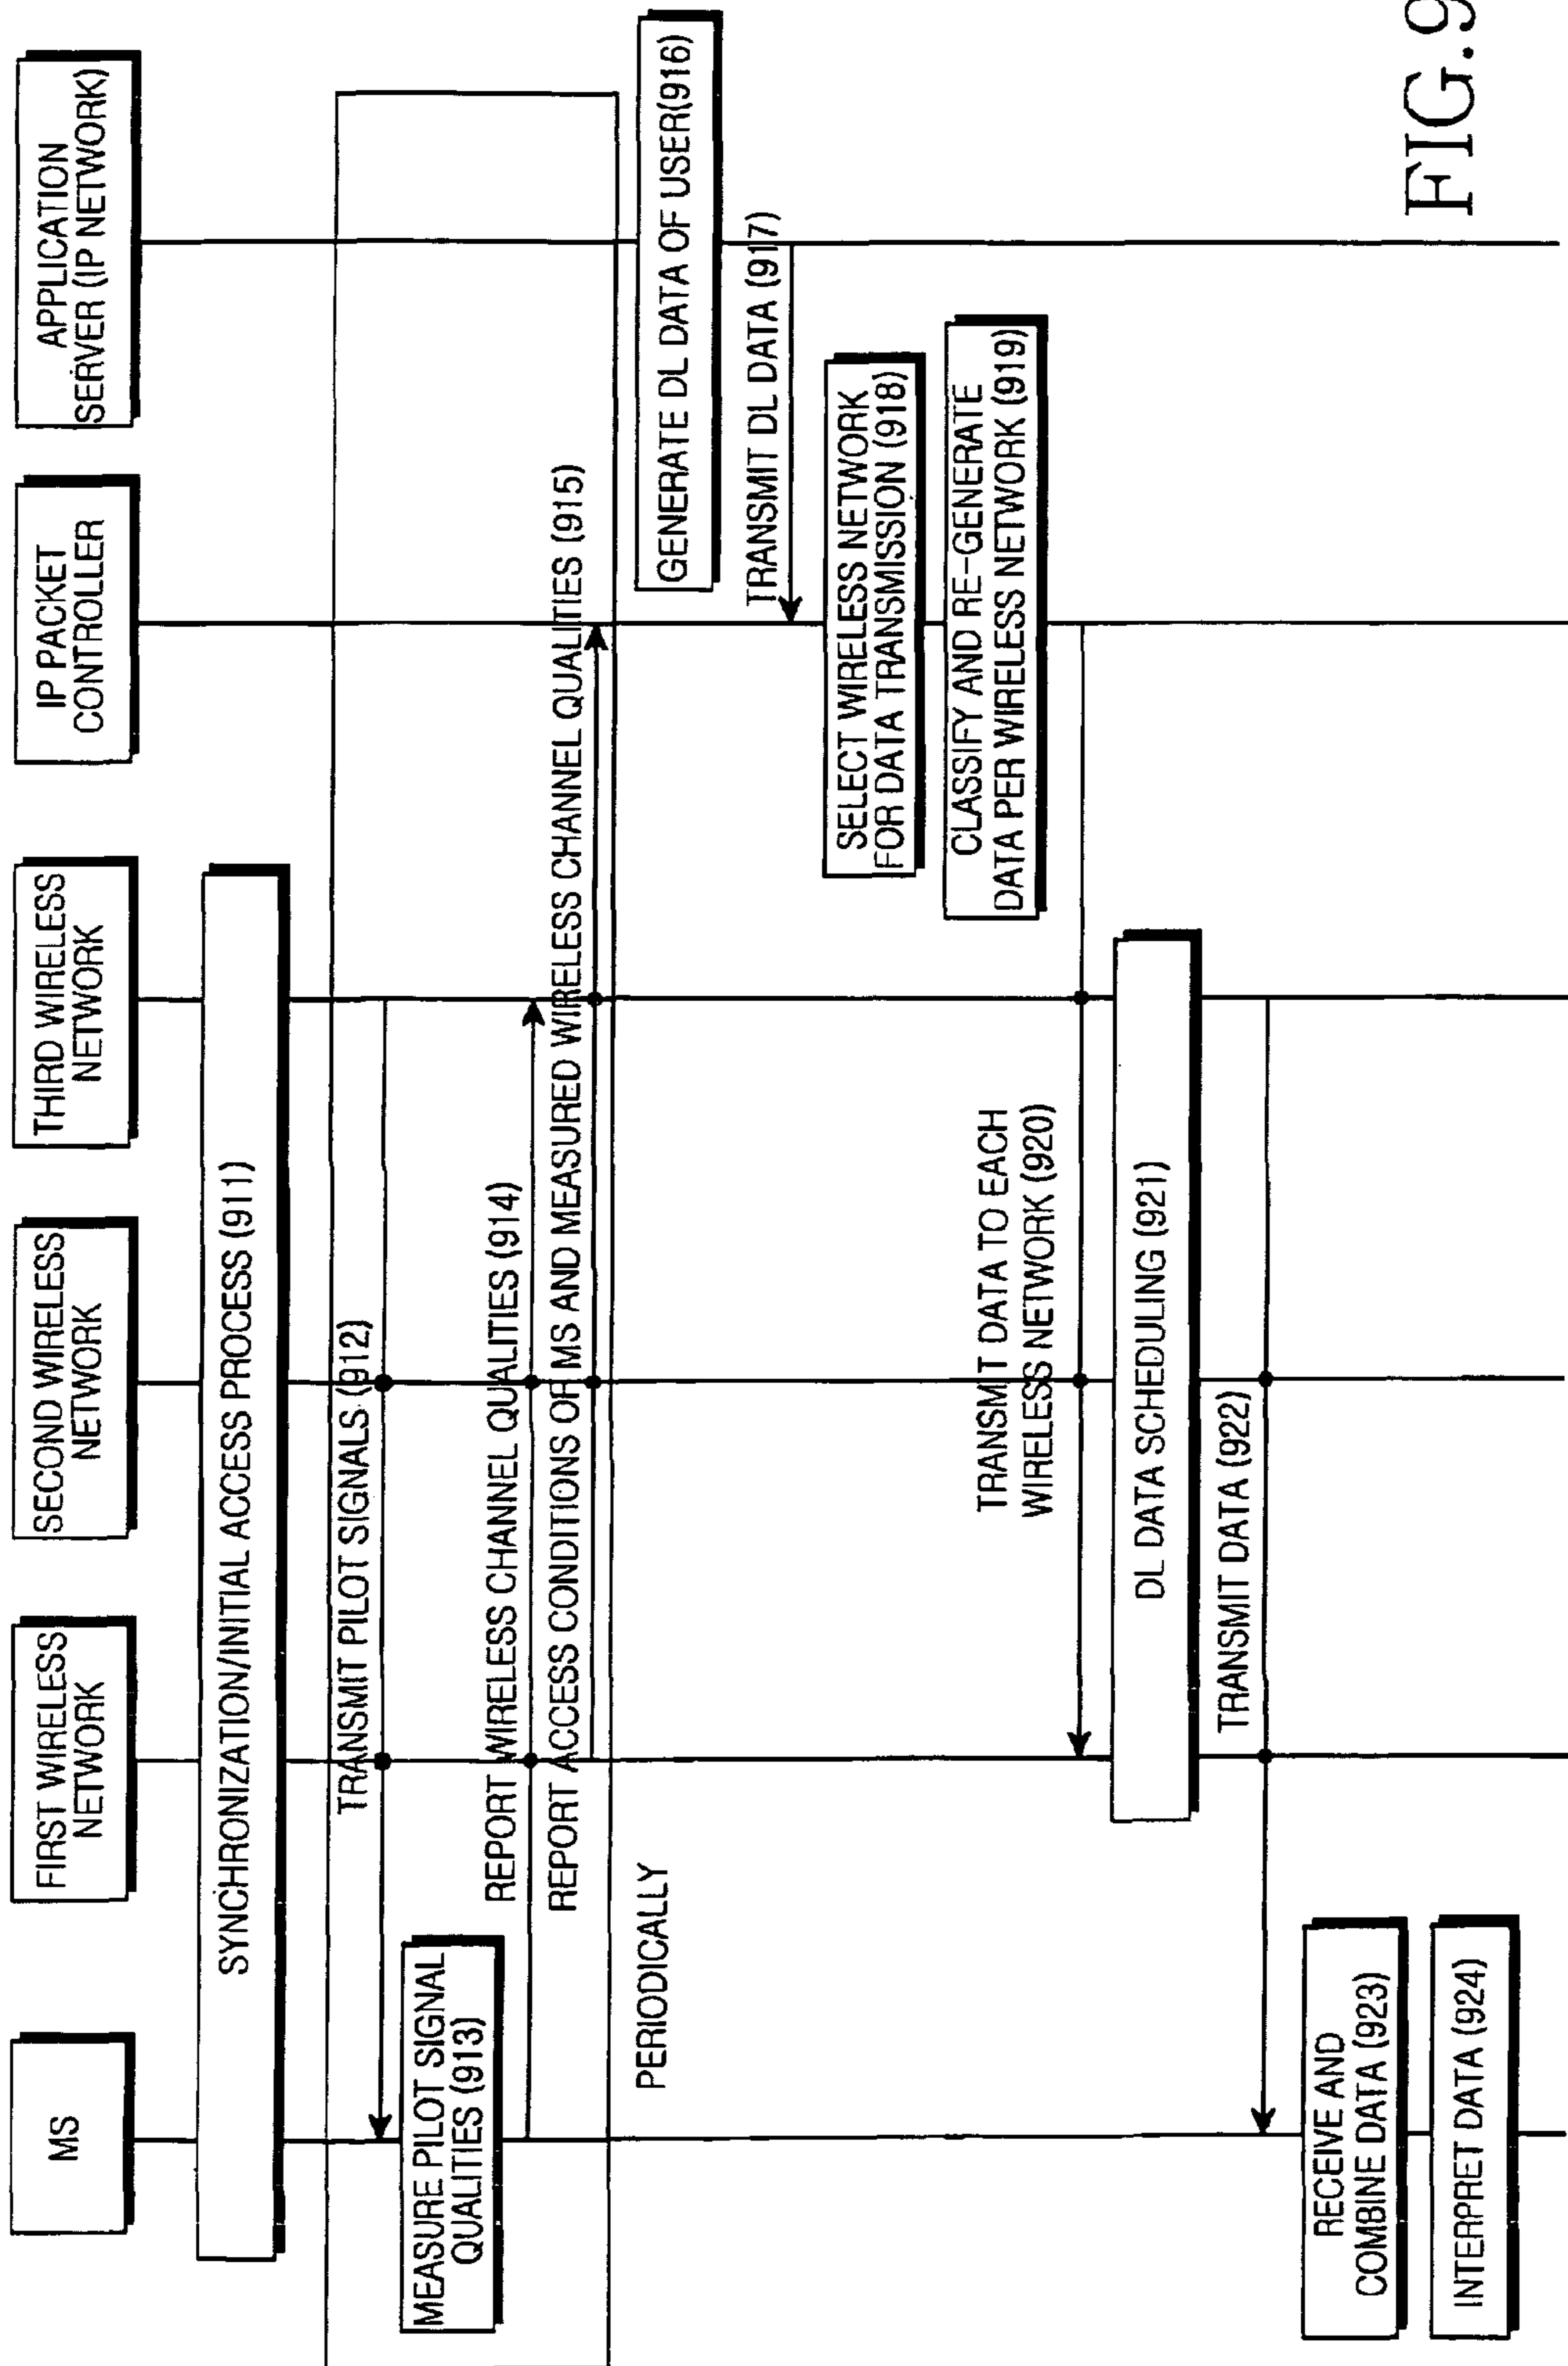 MS
FIRST WIRELESS
NETWORK
SECOND WIRELESS
NETWORK
THIRD WIRELESS
NETWORK
IP PACKET
CONTROLLER
APPLICATION
SERVER (IP NETWORK)
SYNCHRONIZATION/INITIAL ACCESS PROCESS (911)
TRANSMIT PILOT SIGNALS (912)
MEASURE PILOT SIGNAL
QUALITIES (913)
REPORT WIRELESS CHANNEL QUALITIES (914)
REPORT ACCESS CONDITIONS OF MS AND MEASURED WIRELESS CHANNEL QUALITIES (915)
PERIODICALLY
GENERATE DL DATA OF USER(916)
TRANSMIT DL DATA (917)
SELECT WIRELESS NETWORK
FOR DATA TRANSMISSION (918)
CLASSIFY AND RE-GENERATE
DATA PER WIRELESS NETWORK (919)
TRANSMIT DATA TO EACH
WIRELESS NETWORK (920)
DL DATA SCHEDULING (921)
TRANSMIT DATA (922)
RECEIVE AND
COMBINE DATA (923)
INTERPRET DATA (924)
FIG.9